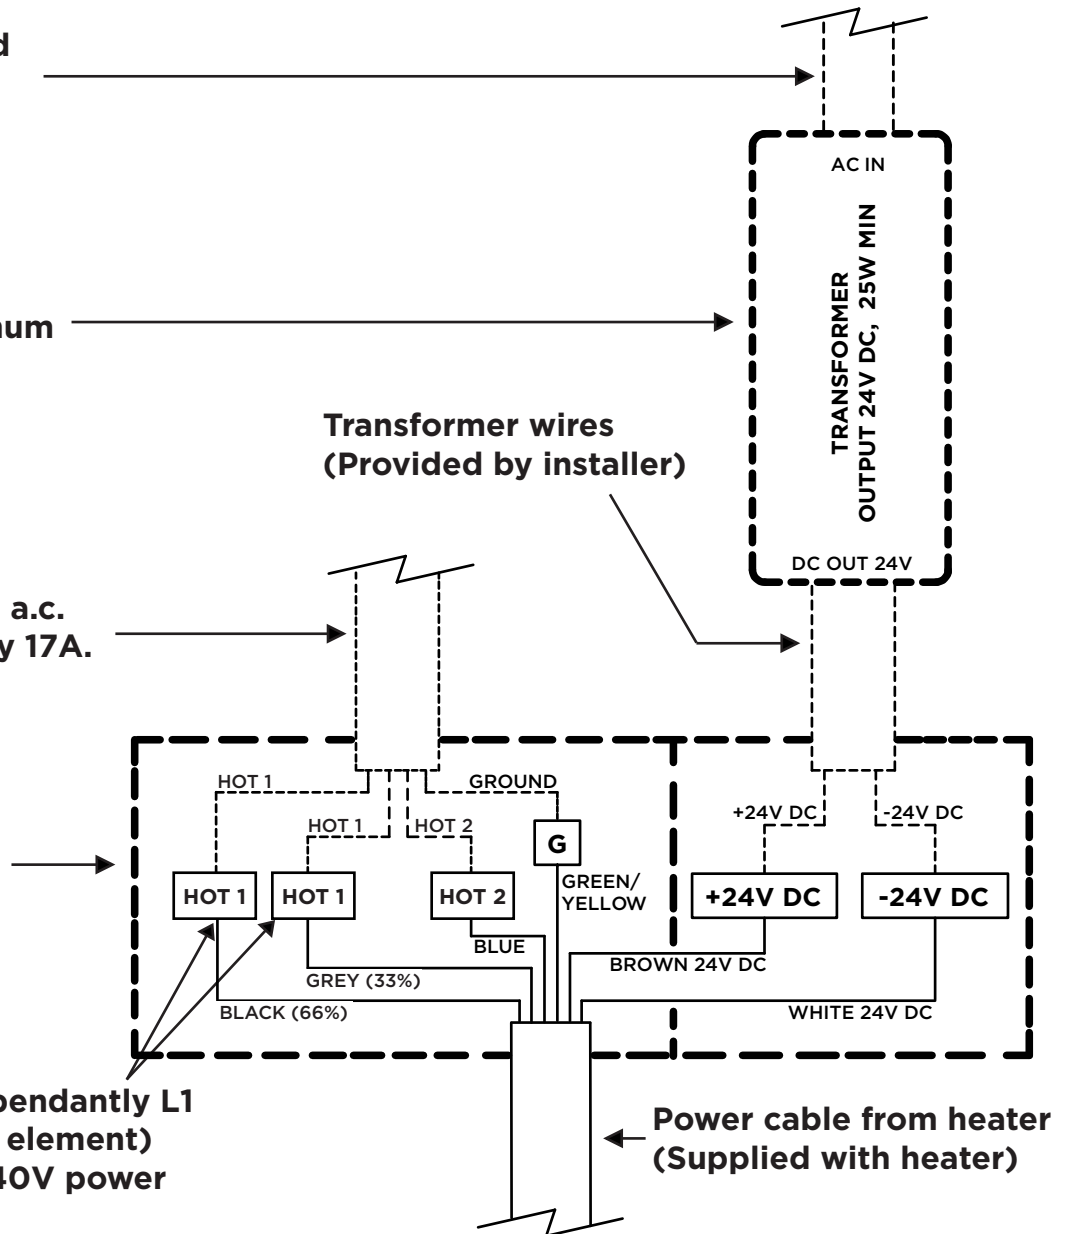 AC IN
TRANSFORMER
OUTPUT 24V DC, 25W MIN
Transformer wires
(Provided by installer)
DC OUT 24V
a.c.
17A.
HOT 1
GROUND
HOT 1
HOT 2
+24V DC
-24V DC
G
HOT 1
HOT 1
HOT 2
GREEN/
YELLOW
+24V DC
-24V DC
BLUE
BROWN 24V DC
GREY (33%)
BLACK (66%)
WHITE 24V DC
L1
element)
40V power
Power cable from heater
(Supplied with heater)